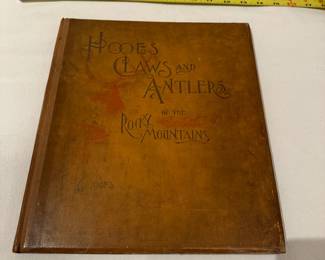 HOOFS
CLAWS AND
ANTLERS
OF THE
ROCKY
MOUNTAINS